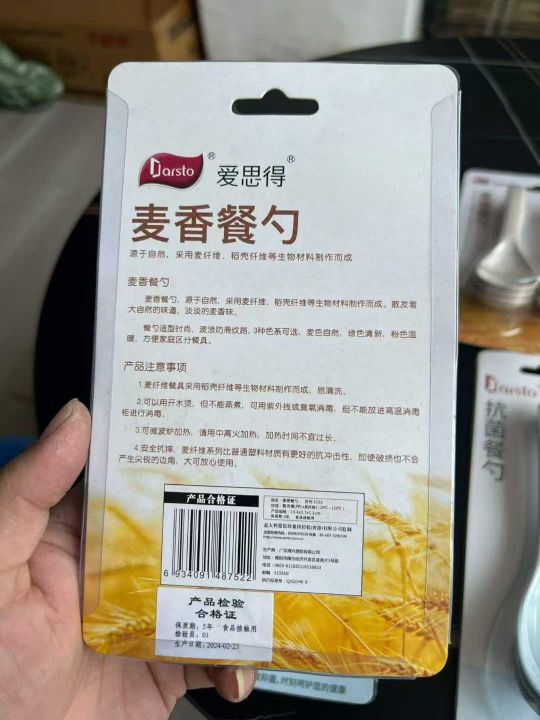 Darsto® 爱思得®
麦香餐勺
源于自然，采用麦纤维、稻壳纤维等生物材料制作而成
麦香餐勺
麦香餐勺，源于自然，采用麦纤维、稻壳纤维等生物材料制作而成。散发着
大自然的味道，淡淡的麦香味。
餐勺造型时尚，波浪防滑纹路，3种色系可选，麦色自然，绿色清新，粉色温
暖，方便家庭区分餐具。
产品注意事项
1.麦纤维餐具采用稻壳纤维等生物材料制作而成，易清洗。
2.可以用开水烫，但不能蒸煮，可用紫外线或臭氧消毒，但不能放进高温消毒
柜进行消毒。
3.可微波炉加热，请用中高火加热，加热时间不宜过长。
4.安全抗摔，麦纤维系列比普通塑料材质有更好的抗冲击性，即使破损也不会
产生尖锐的边角，大可放心使用。
产品合格证
6 934091 487522
产品检验
合格证
保质期：5年 食品接触用
检验员：01
生产日期：2024-02-23
Darsto
抗菌餐勺
时刻呵护您的健康